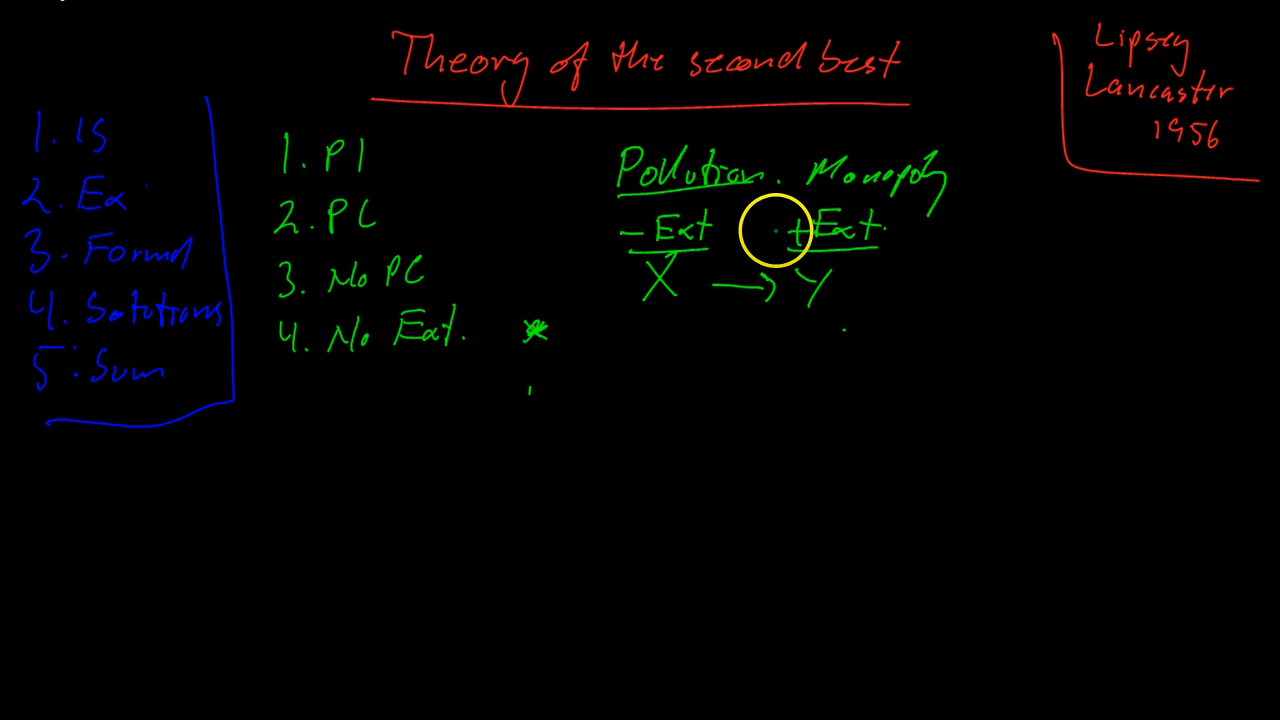 Theory of the second best
Lipsey
Lancaster
1956
1. IS
2. Ex
3. Formal
4. Solutions
5. Sum
1. PI
2. PC
3. No PC
4. No Ext.
Pollution. Monopoly
- Ext + Ext.
X → Y